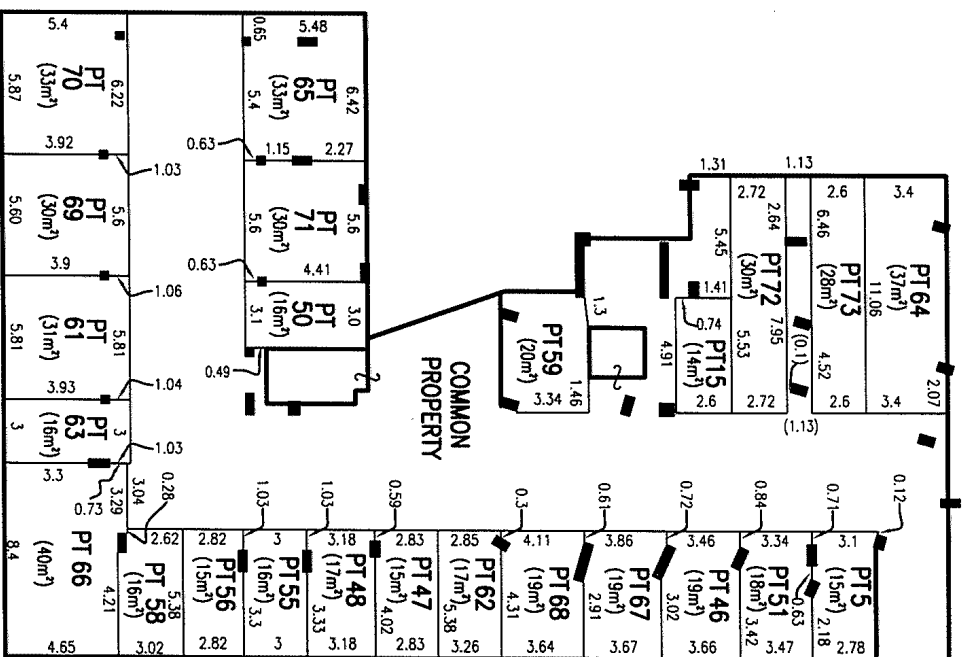 5.4
5.87
PT
70
(33m²)
6.22
3.92
1.03
5.60
PT
69
(30m²)
5.6
3.9
1.06
5.81
PT
61
(31m²)
5.81
3.93
1.04
3
PT
63
(16m²)
3
1.03
3.3
0.73
3.29
3.04
0.28
8.4
PT 66
(40m²)
4.65
0.65
5.48
5.4
PT
65
(33m²)
6.42
0.63
1.15
2.27
5.6
PT
71
(30m²)
5.6
0.63
4.41
3.1
PT
50
(16m²)
3.0
0.49
COMMON
PROPERTY
1.31
1.13
2.72
2.6
3.4
2.64
6.46
5.45
PT72
(30m²)
7.95
PT73
(28m²)
4.52
(0.1)
PT64
(37m²)
11.06
2.07
1.41
0.74
PT15
(14m²)
5.53
4.91
2.6
2.72
(1.13)
2.6
3.4
1.3
PT59
(20m²)
1.46
3.34
2.62
PT 58
(16m²)
4.21
5.38
3.02
2.82
PT56
(15m²)
2.82
1.03
3
PT55
(16m²)
3.3
3
1.03
3.18
PT48
(17m²)
3.33
3.18
0.59
2.83
PT47
(15m²)
4.02
2.83
2.85
PT62
(17m²)
5.38
3.26
0.3
4.11
PT68
(19m²)
4.31
3.64
0.61
3.86
PT67
(19m²)
2.91
3.67
0.72
3.46
PT46
(19m²)
3.02
3.66
0.84
3.34
PT51
(18m²)
3.42
3.47
0.71
0.63
0.12
3.1
PT5
(15m²)
2.18
2.78